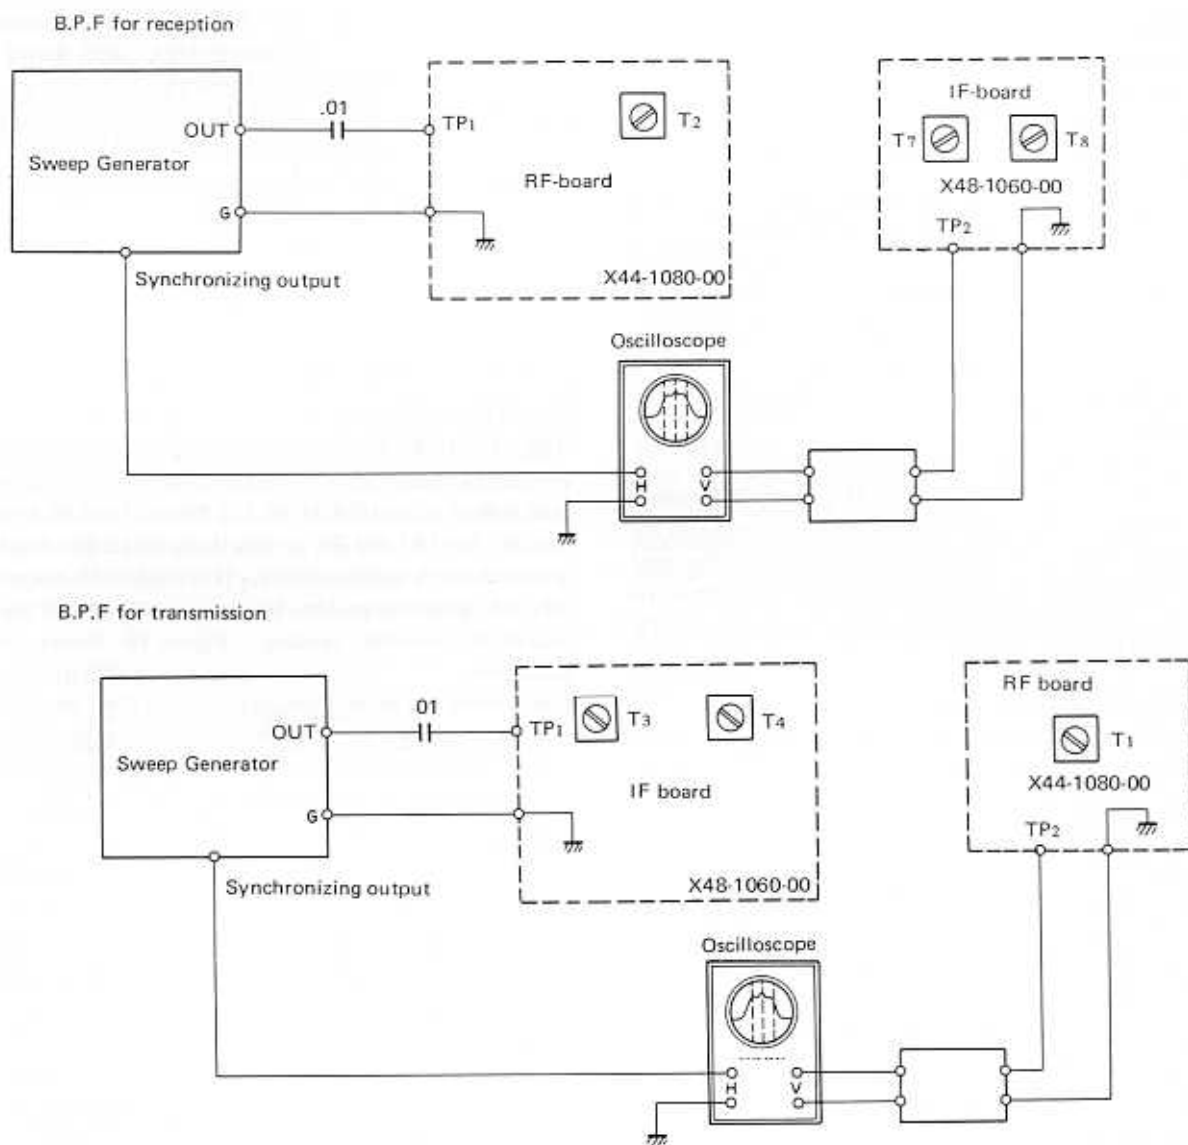 B.P.F for reception
OUT
.01
TP1
T2
Sweep Generator
RF-board
G
Synchronizing output
X44-1080-00
IF-board
T7
T8
X48-1060-00
TP2
Oscilloscope
H
V
B.P.F for transmission
OUT
.01
TP1
T3
T4
Sweep Generator
IF board
G
Synchronizing output
X48-1060-00
RF board
T1
X44-1080-00
TP2
Oscilloscope
H
V